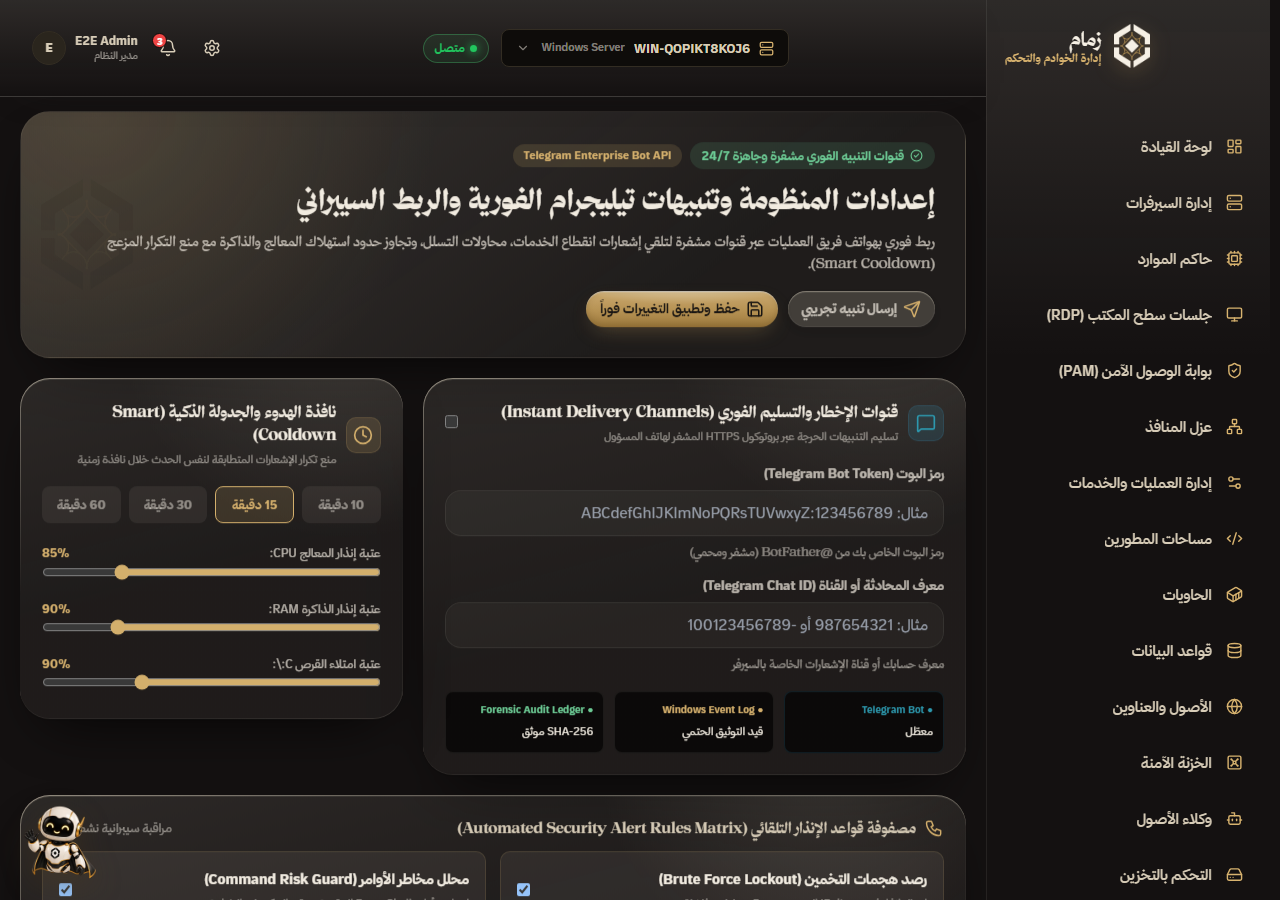 زمام
إدارة الخوادم والتحكم
WIN-QOPIKT8KOJ6 Windows Server
متصل
3
E2E Admin
مدير النظام
E
لوحة القيادة
إدارة السيرفرات
حاكم الموارد
جلسات سطح المكتب (RDP)
بوابة الوصول الآمن (PAM)
عزل المنافذ
إدارة العمليات والخدمات
مساحات المطورين
الحاويات
قواعد البيانات
الأصول والعناوين
الخزنة الآمنة
وكلاء الأصول
التحكم بالتخزين
قنوات التنبيه الفوري مشفرة وجاهزة 24/7
Telegram Enterprise Bot API
إعدادات المنظومة وتنبيهات تيليجرام الفورية والربط السيبراني
ربط فوري بهواتف فريق العمليات عبر قنوات مشفرة لتلقي إشعارات انقطاع الخدمات، محاولات التسلل، وتجاوز حدود استهلاك المعالج والذاكرة مع منع التكرار المزعج
(Smart Cooldown).
إرسال تنبيه تجريبي
حفظ وتطبيق التغييرات فوراً
قنوات الإخطار والتسليم الفوري (Instant Delivery Channels)
تسليم التنبيهات الحرجة عبر بروتوكول HTTPS المشفر لهاتف المسؤول
رمز البوت (Telegram Bot Token)
مثال: 123456789:ABCdefGhIJKlmNoPQRsTUVwxyZ
رمز البوت الخاص بك من @BotFather (مشفر ومحمي)
معرف المحادثة أو القناة (Telegram Chat ID)
مثال: 987654321 أو -100123456789
معرف حسابك أو قناة الإشعارات الخاصة بالسيرفر
● Telegram Bot
معطّل
● Windows Event Log
قيد التوثيق الحتمي
● Forensic Audit Ledger
SHA-256 موثق
نافذة الهدوء والجدولة الذكية (Smart
Cooldown)
منع تكرار الإشعارات المتطابقة لنفس الحدث خلال نافذة زمنية
10 دقيقة
15 دقيقة
30 دقيقة
60 دقيقة
عتبة إنذار المعالج CPU:
85%
عتبة إنذار الذاكرة RAM:
90%
عتبة امتلاء القرص C:\:
90%
مصفوفة قواعد الإنذار التلقائي (Automated Security Alert Rules Matrix)
مراقبة سيبرانية
رصد هجمات التخمين (Brute Force Lockout)
محلل مخاطر الأوامر (Command Risk Guard)